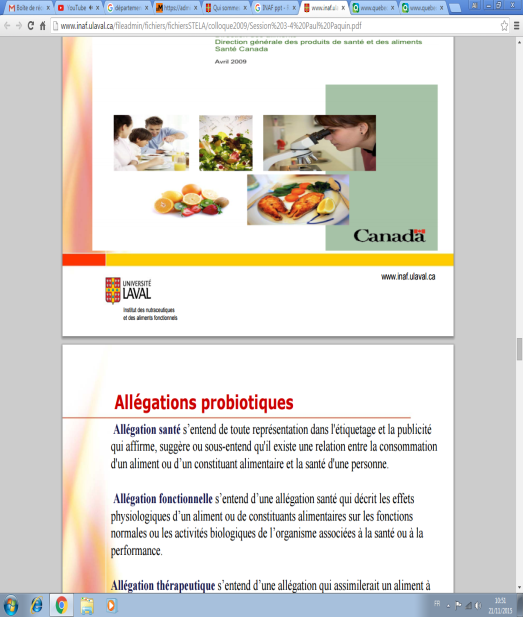 Boîte de ré
YouTube
départemen
https://adm
Qui sommes
INAF ppt -
www.inaf.u
www.quebec
www.quebec
www.inaf.ulaval.ca/fileadmin/fichiers/fichiersSTELA/colloque2009/Session%203-4%20Paul%20Paquin.pdf
Direction générale des produits de santé et des aliments
Santé Canada
Avril 2009
Canada
www.inaf.ulaval.ca
UNIVERSITÉ
LAVAL
Institut des nutraceutiques
et des aliments fonctionnels
Allégations probiotiques
Allégation santé s’entend de toute représentation dans l'étiquetage et la publicité
qui affirme, suggère ou sous-entend qu'il existe une relation entre la consommation
d'un aliment ou d’un constituant alimentaire et la santé d'une personne.
Allégation fonctionnelle s’entend d’une allégation santé qui décrit les effets
physiologiques d’un aliment ou de constituants alimentaires sur les fonctions
normales ou les activités biologiques de l’organisme associées à la santé ou à la
performance.
Allégation thérapeutique s’entend d’une allégation qui assimilerait un aliment à
FR
10:51
21/11/2015